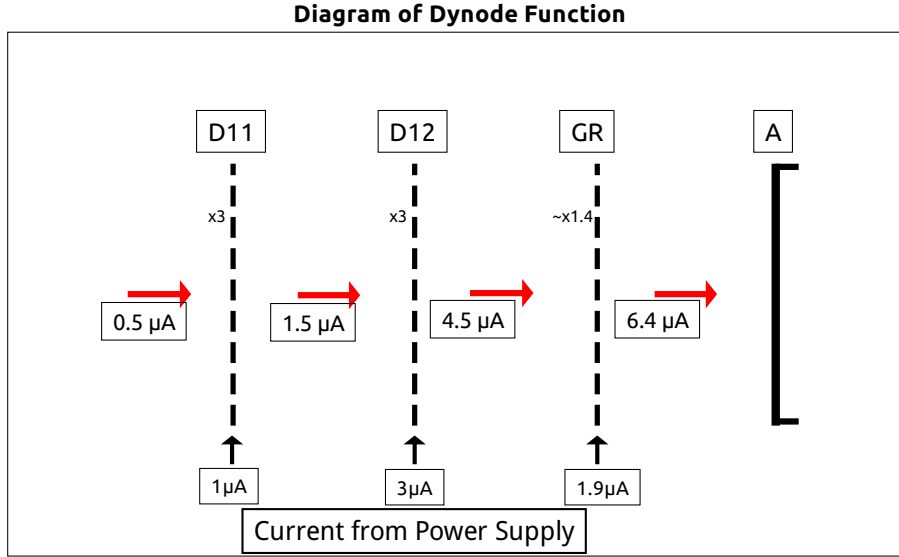 Diagram of Dynode Function
D11
D12
GR
A
x3
x3
~x1.4
0.5 µA
1.5 µA
4.5 µA
6.4 µA
1µA
3µA
1.9µA
Current from Power Supply